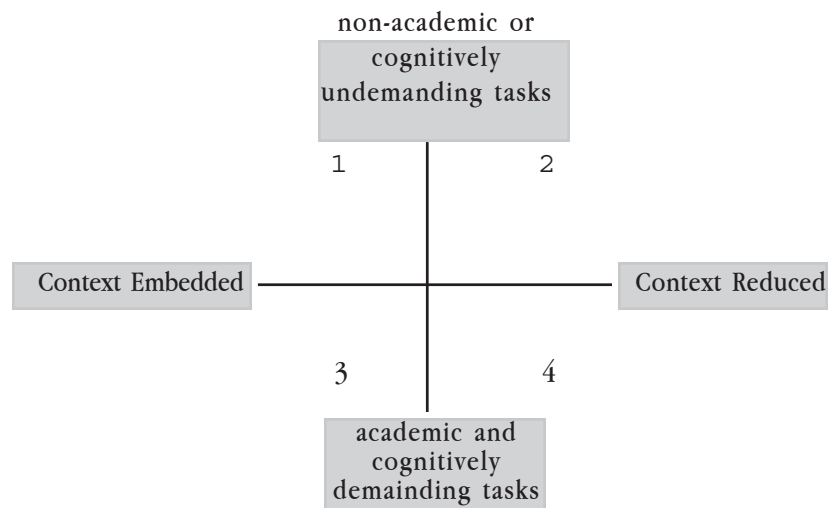 non-academic or
cognitively
undemanding tasks
1 2
Context Embedded Context Reduced
3 4
academic and
cognitively
demainding tasks